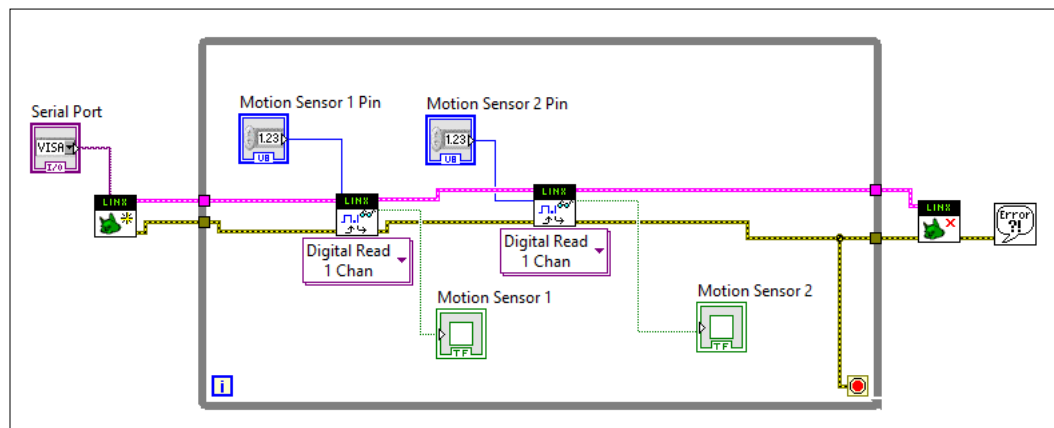 Serial Port
VISA
I/O
LINX
Motion Sensor 1 Pin
1.23
U8
Motion Sensor 2 Pin
1.23
U8
LINX
Digital Read
1 Chan
LINX
Digital Read
1 Chan
Motion Sensor 1
TF
Motion Sensor 2
TF
LINX
Error
?!
i